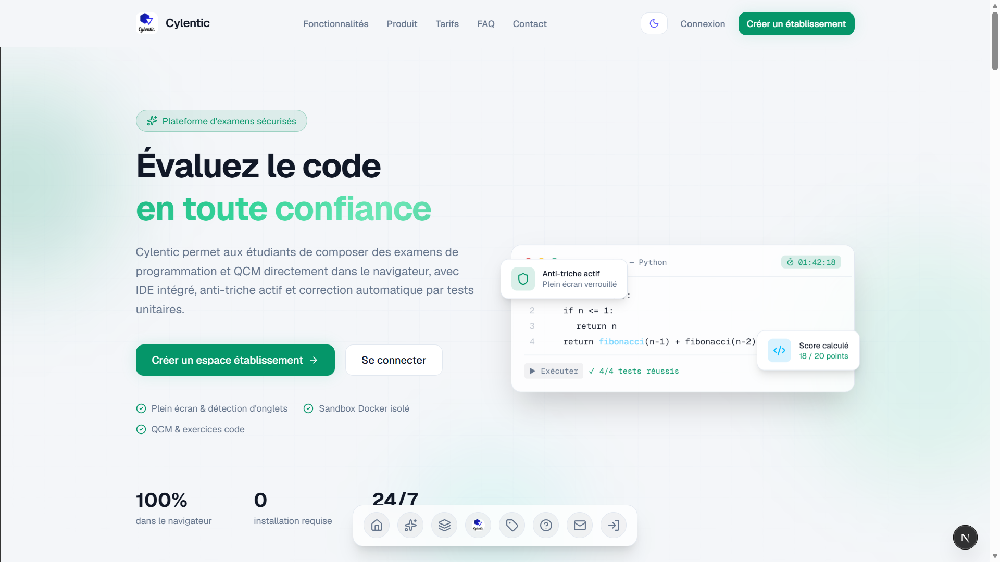 Cylentic
Cylentic
Fonctionnalités
Produit
Tarifs
FAQ
Contact
Connexion
Créer un établissement
Plateforme d'examens sécurisés
Évaluez le code
en toute confiance
Cylentic permet aux étudiants de composer des examens de
programmation et QCM directement dans le navigateur, avec
IDE intégré, anti-triche actif et correction automatique par tests
unitaires.
Créer un espace établissement →
Se connecter
Plein écran & détection d'onglets
Sandbox Docker isolé
QCM & exercices code
100%
dans le navigateur
0
installation requise
24/7
— Python
01:42:18
Anti-triche actif
Plein écran verrouillé
):
2 if n <= 1:
3 return n
4 return fibonacci(n-1) + fibonacci(n-2)
Score calculé
18 / 20 points
▶ Exécuter
✓ 4/4 tests réussis
Cylentic
N